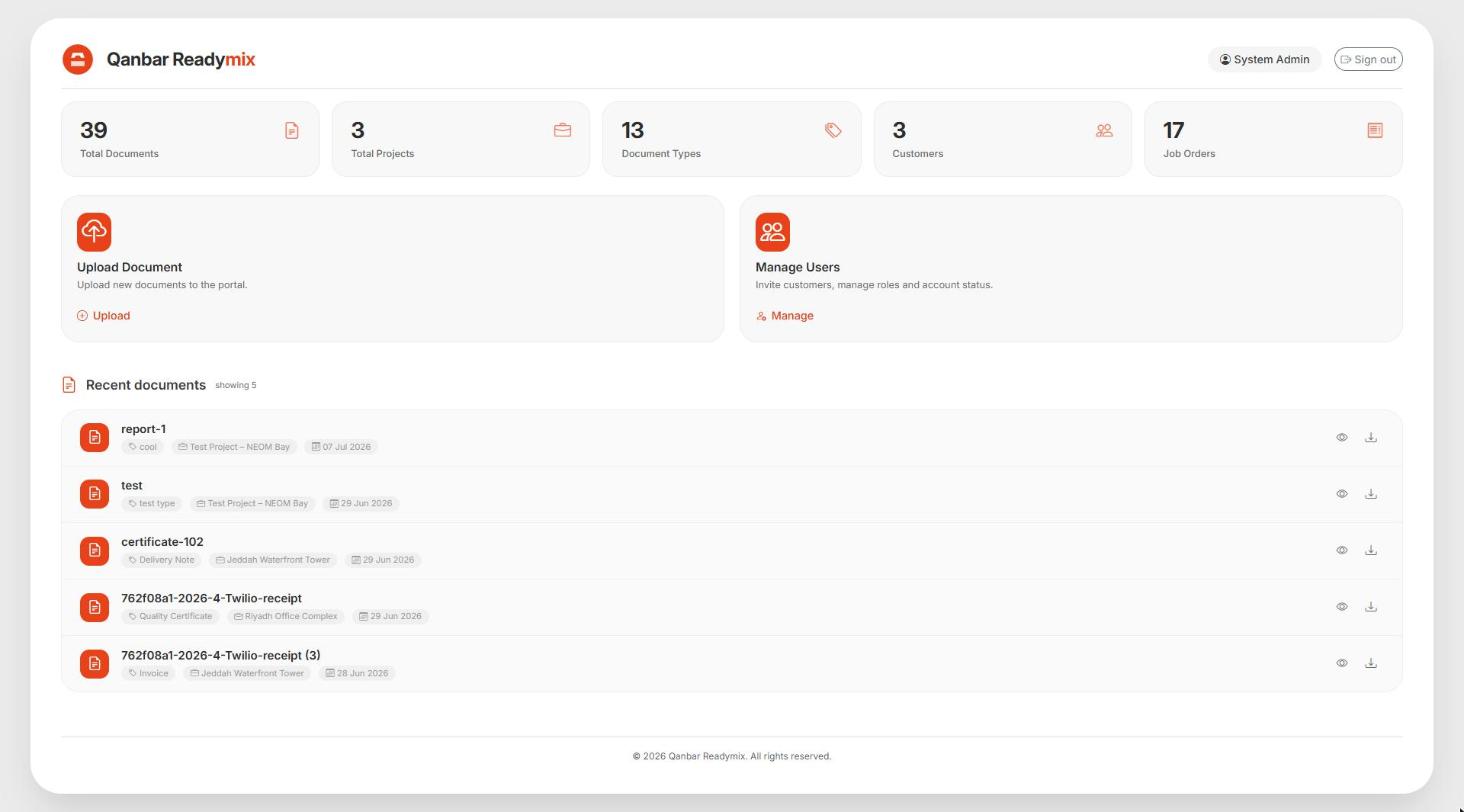 Qanbar Readymix
System Admin
Sign out
39
Total Documents
3
Total Projects
13
Document Types
3
Customers
17
Job Orders
Upload Document
Upload new documents to the portal.
Upload
Manage Users
Invite customers, manage roles and account status.
Manage
Recent documents showing 5
report-1
cool Test Project – NEOM Bay 07 Jul 2026
test
test type Test Project – NEOM Bay 29 Jun 2026
certificate-102
Delivery Note Jeddah Waterfront Tower 29 Jun 2026
762f08a1-2026-4-Twilio-receipt
Quality Certificate Riyadh Office Complex 29 Jun 2026
762f08a1-2026-4-Twilio-receipt (3)
Invoice Jeddah Waterfront Tower 28 Jun 2026
© 2026 Qanbar Readymix. All rights reserved.